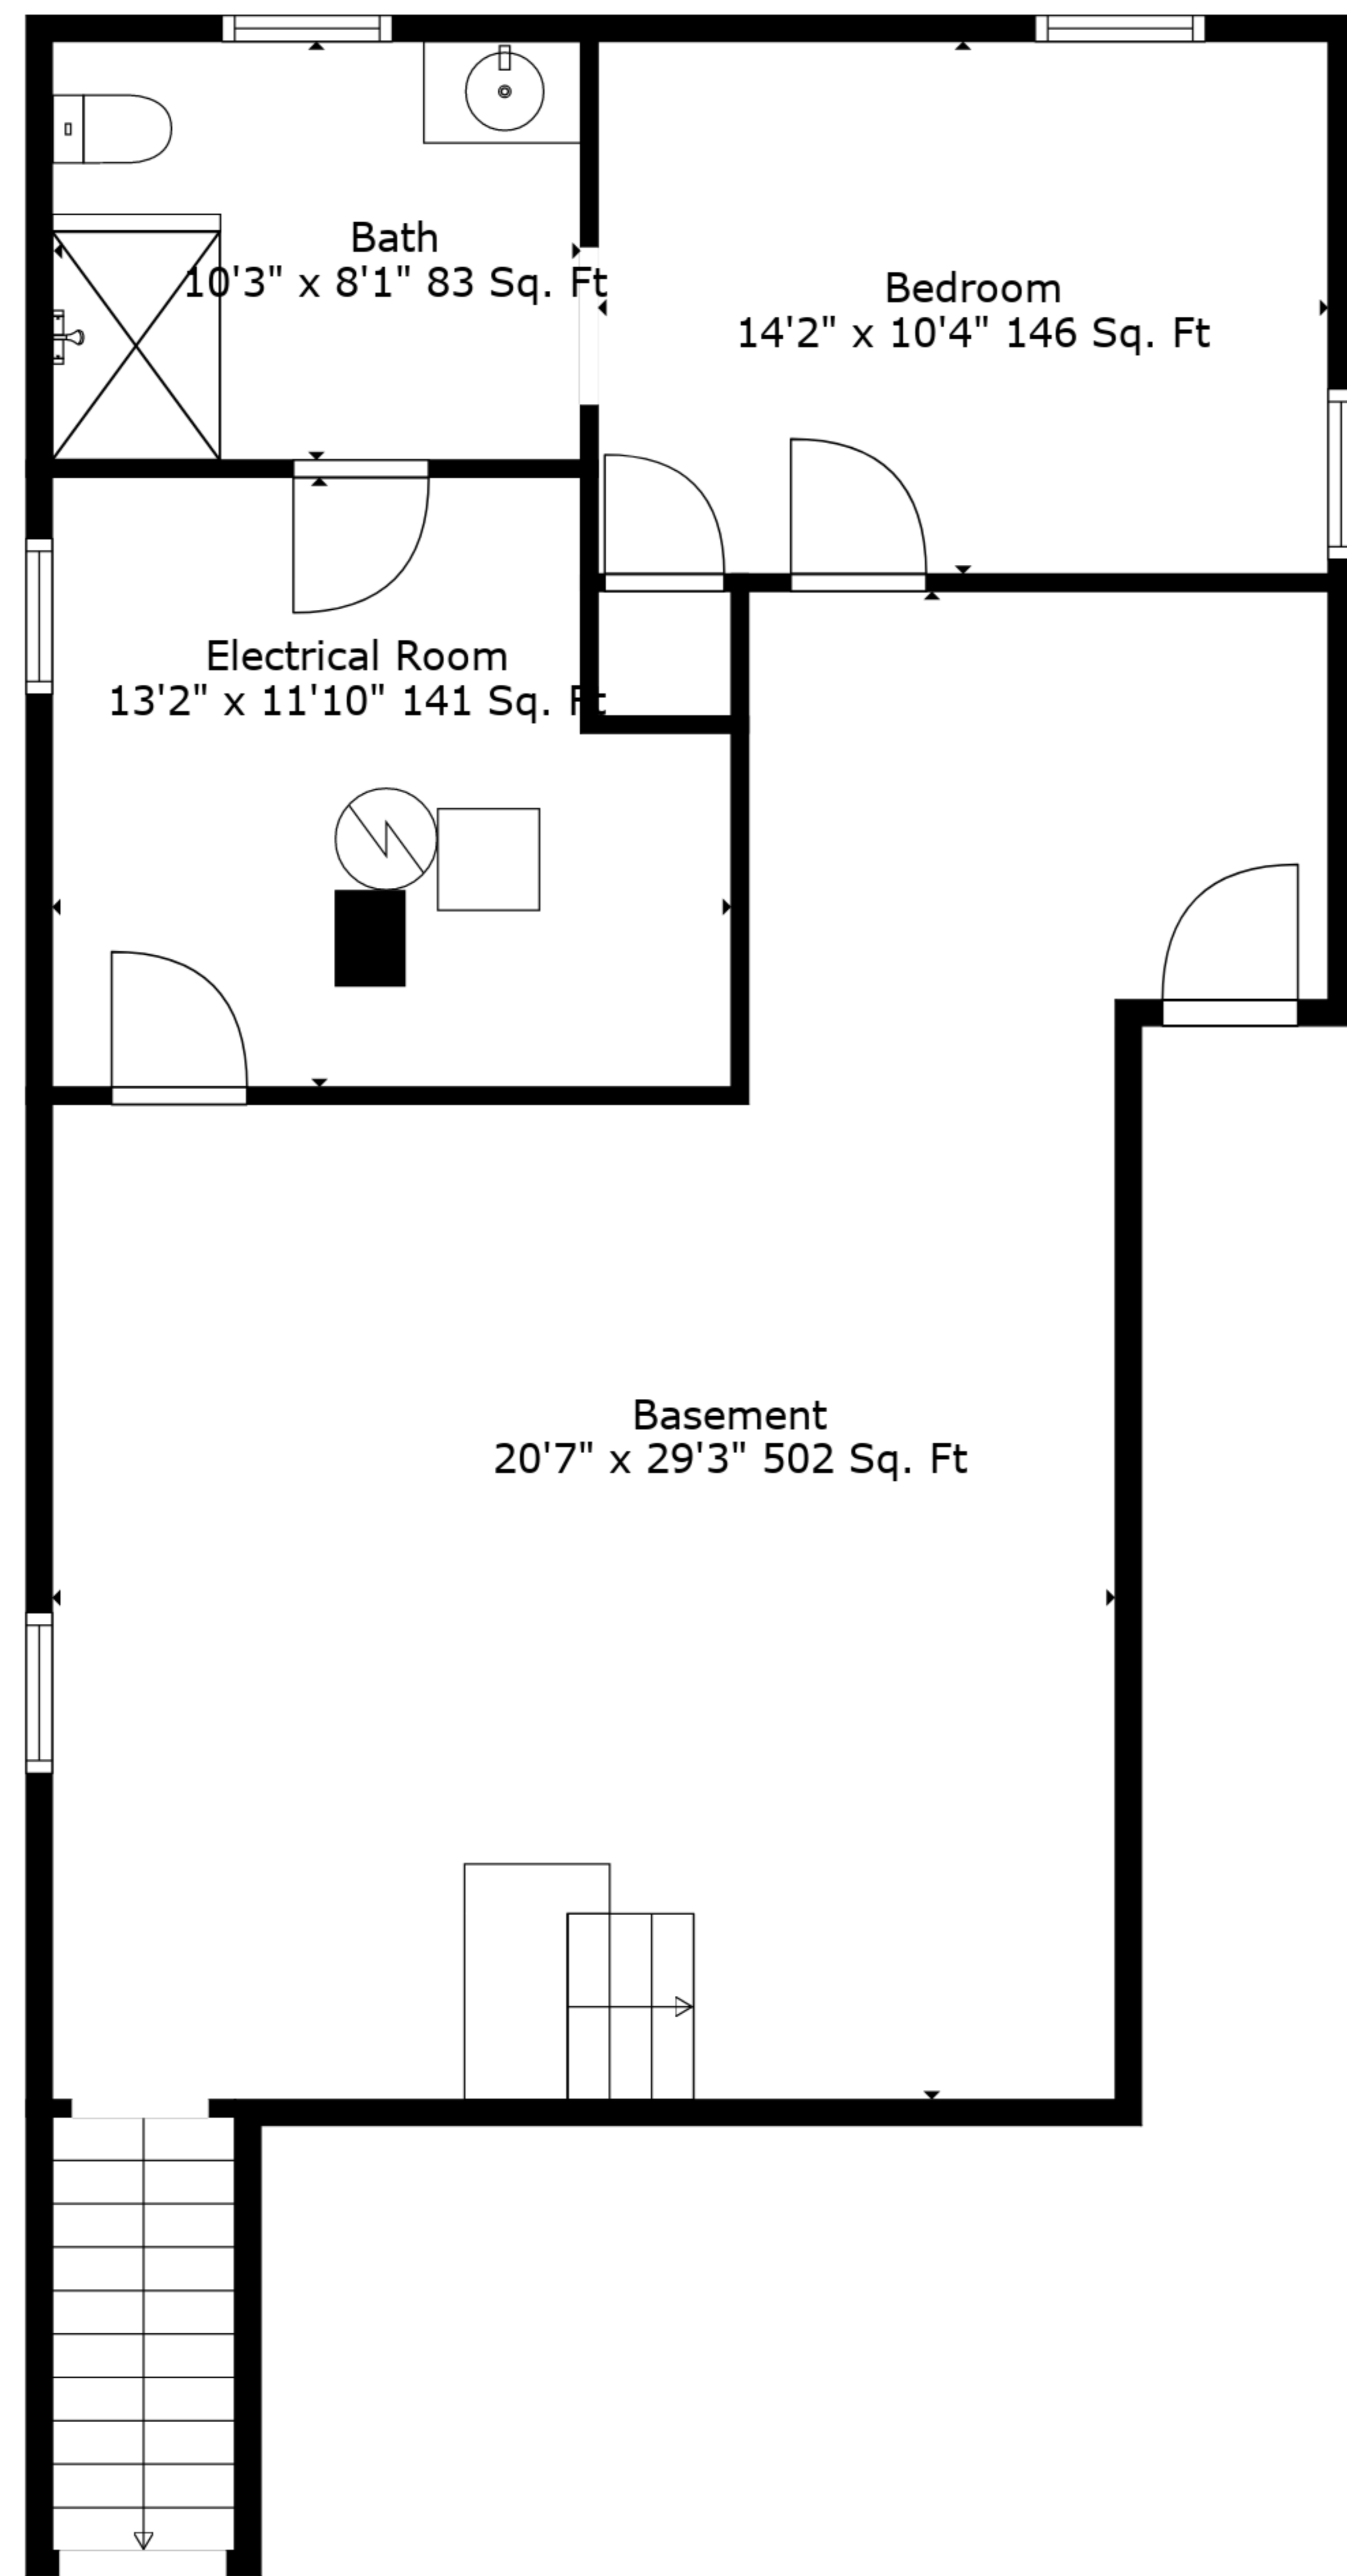 Bath
10'3" x 8'1" 83 Sq. Ft
Bedroom
14'2" x 10'4" 146 Sq. Ft
Electrical Room
13'2" x 11'10" 141 Sq. Ft
Basement
20'7" x 29'3" 502 Sq. Ft